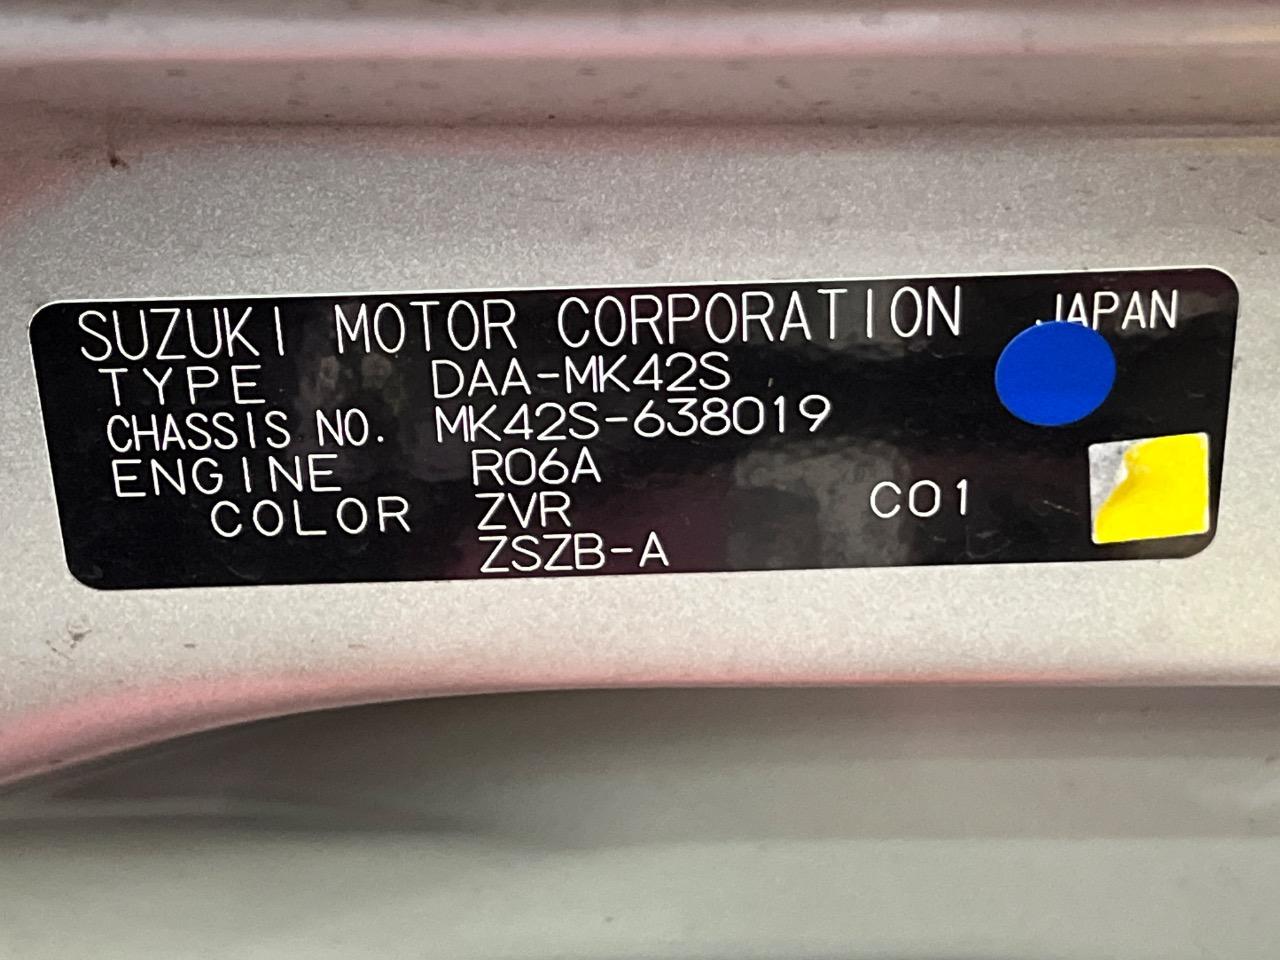 SUZUKI MOTOR CORPORATION JAPAN
TYPE DAA-MK42S
CHASSIS NO. MK42S-638019
ENGINE R06A
COLOR ZVR C01
ZSZB-A